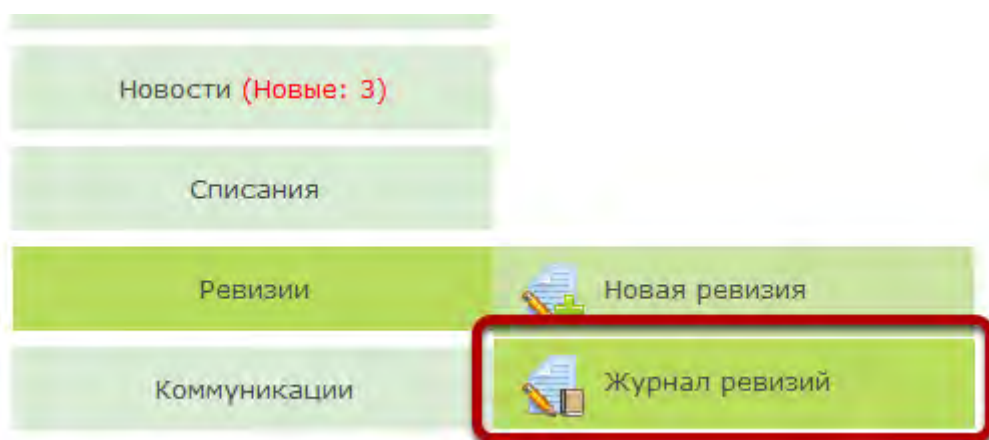 Новости (Новые: 3)
Списания
Ревизии
Новая ревизия
Коммуникации
Журнал ревизий